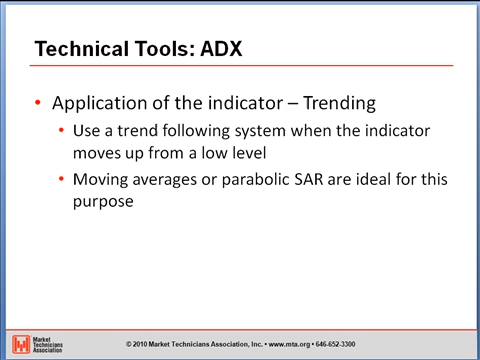 Technical Tools: ADX
• Application of the indicator – Trending
• Use a trend following system when the indicator
moves up from a low level
• Moving averages or parabolic SAR are ideal for this
purpose
Market
Technicians
Association
© 2010 Market Technicians Association, Inc. • www.mta.org • 646-652-3300